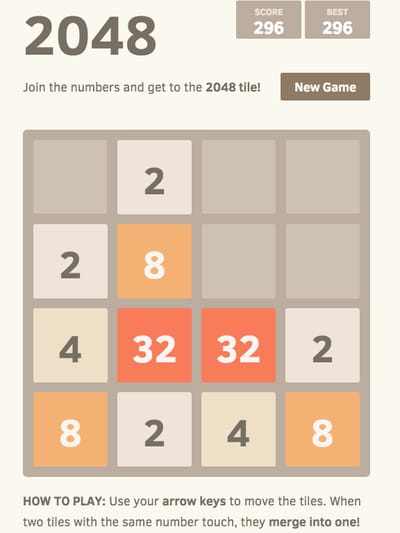 2048
SCORE BEST
296 296
Join the numbers and get to the 2048 tile!
New Game
2
2 8
4 32 32 2
8 2 4 8
HOW TO PLAY: Use your arrow keys to move the tiles. When
two tiles with the same number touch, they merge into one!